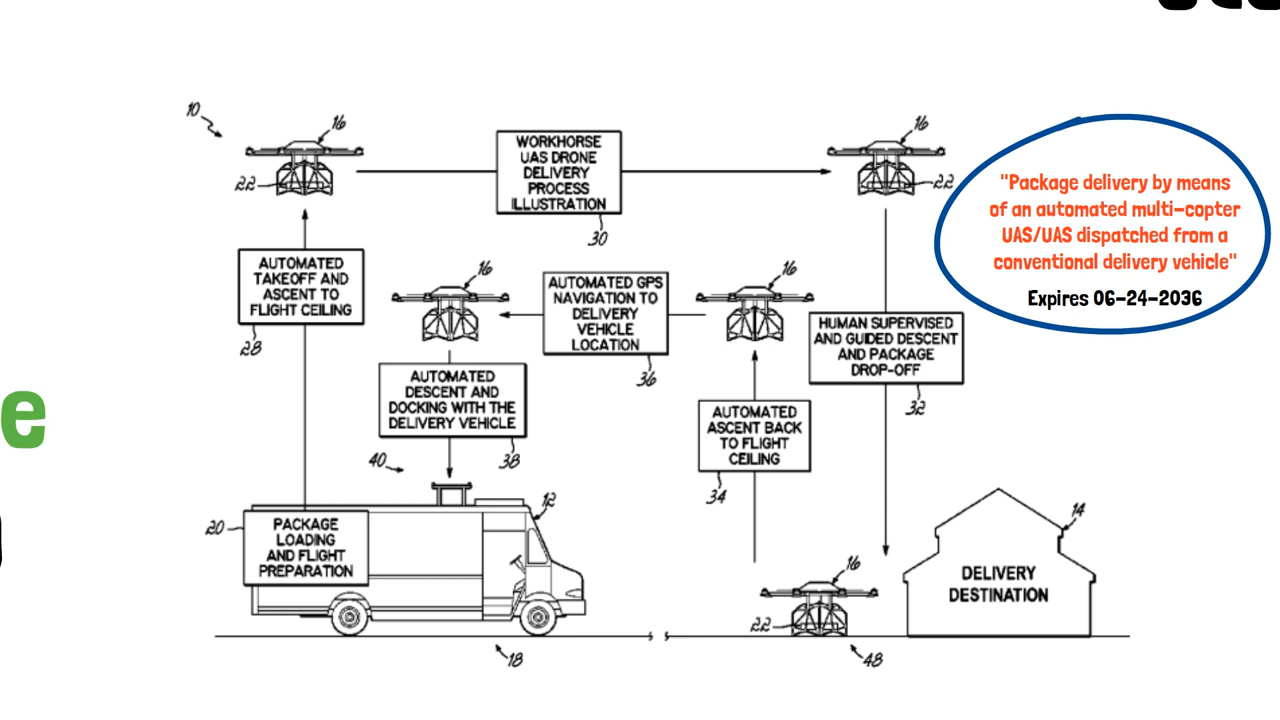 10
16
22
WORKHORSE
UAS DRONE
DELIVERY
PROCESS
ILLUSTRATION
30
16
22
"Package delivery by means
of an automated multi-copter
UAS/UAS dispatched from a
conventional delivery vehicle"
Expires 06-24-2036
AUTOMATED
TAKEOFF AND
ASCENT TO
FLIGHT CEILING
28
16
AUTOMATED GPS
NAVIGATION TO
DELIVERY
VEHICLE
LOCATION
36
16
HUMAN SUPERVISED
AND GUIDED DESCENT
AND PACKAGE
DROP-OFF
32
AUTOMATED
DESCENT AND
DOCKING WITH THE
DELIVERY VEHICLE
38
AUTOMATED
ASCENT BACK
TO FLIGHT
CEILING
34
e
40
12
20
PACKAGE
LOADING
AND FLIGHT
PREPARATION
14
DELIVERY
DESTINATION
16
22
18
48